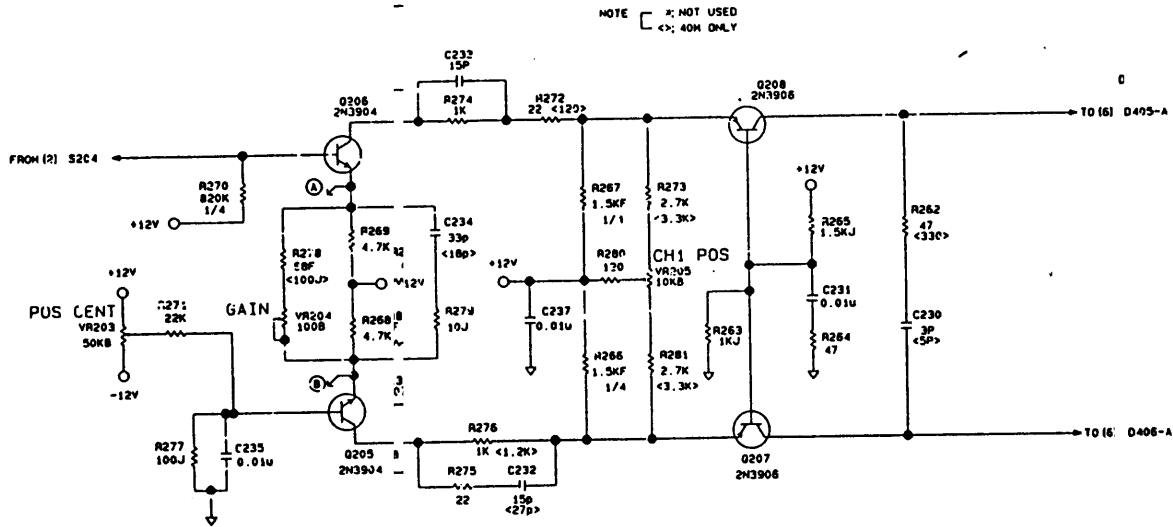 NOTE ※; NOT USED
<>; 40M ONLY
C233
15P
Q206
2N3904
R274
1K
R272
22 <120>
Q208
2N3906
TO (6) D405-A
FROM (2) S204
R270
820K
1/4
+12V
A
R267
1.5KF
R273
2.7K
<3.3K>
+12V
R265
1.5KJ
R262
47
<330>
C234
33p
<18p>
R269
4.7K
R278
<100J>
R280
CH1 POS
VR205
10KB
+12V
12V
+12V
POS CENT
VR203
50KB
R271
22K
GAIN
VR204
100B
R268
4.7K
R279
10J
C237
0.01u
R263
1KJ
C231
0.01u
R264
47
C230
3P
<5P>
-12V
B
R266
1.5KF
1/4
R281
2.7K
<3.3K>
R277
100J
C235
0.01u
Q205
2N3904
R276
1K <1.2K>
R275
22
C232
15p
<27p>
Q207
2N3906
TO (6) D406-A